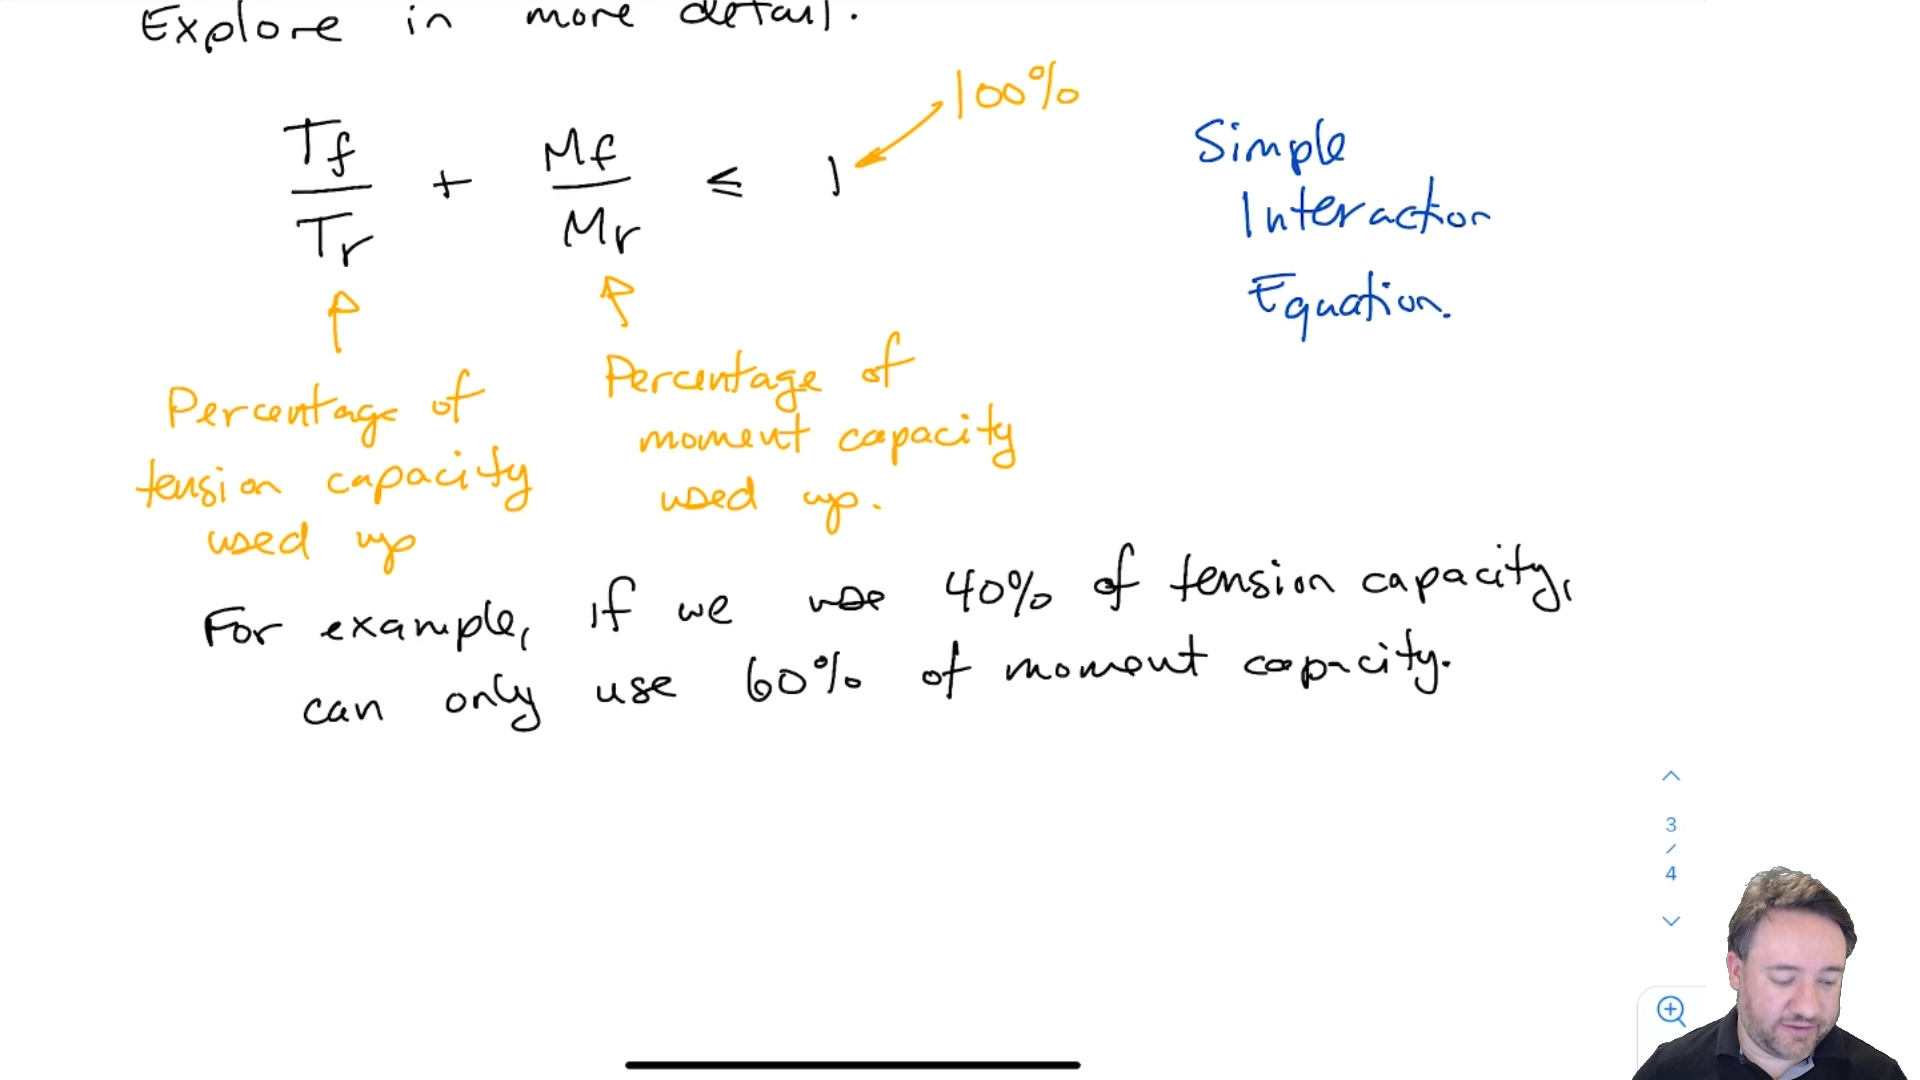 Explore in more detail.
Tf / Tr + Mf / Mr ≤ 1
100%
Simple
Interaction
Equation.
Percentage of
tension capacity
used up
Percentage of
moment capacity
used up.
For example, if we use 40% of tension capacity,
can only use 60% of moment capacity.
3
/
4